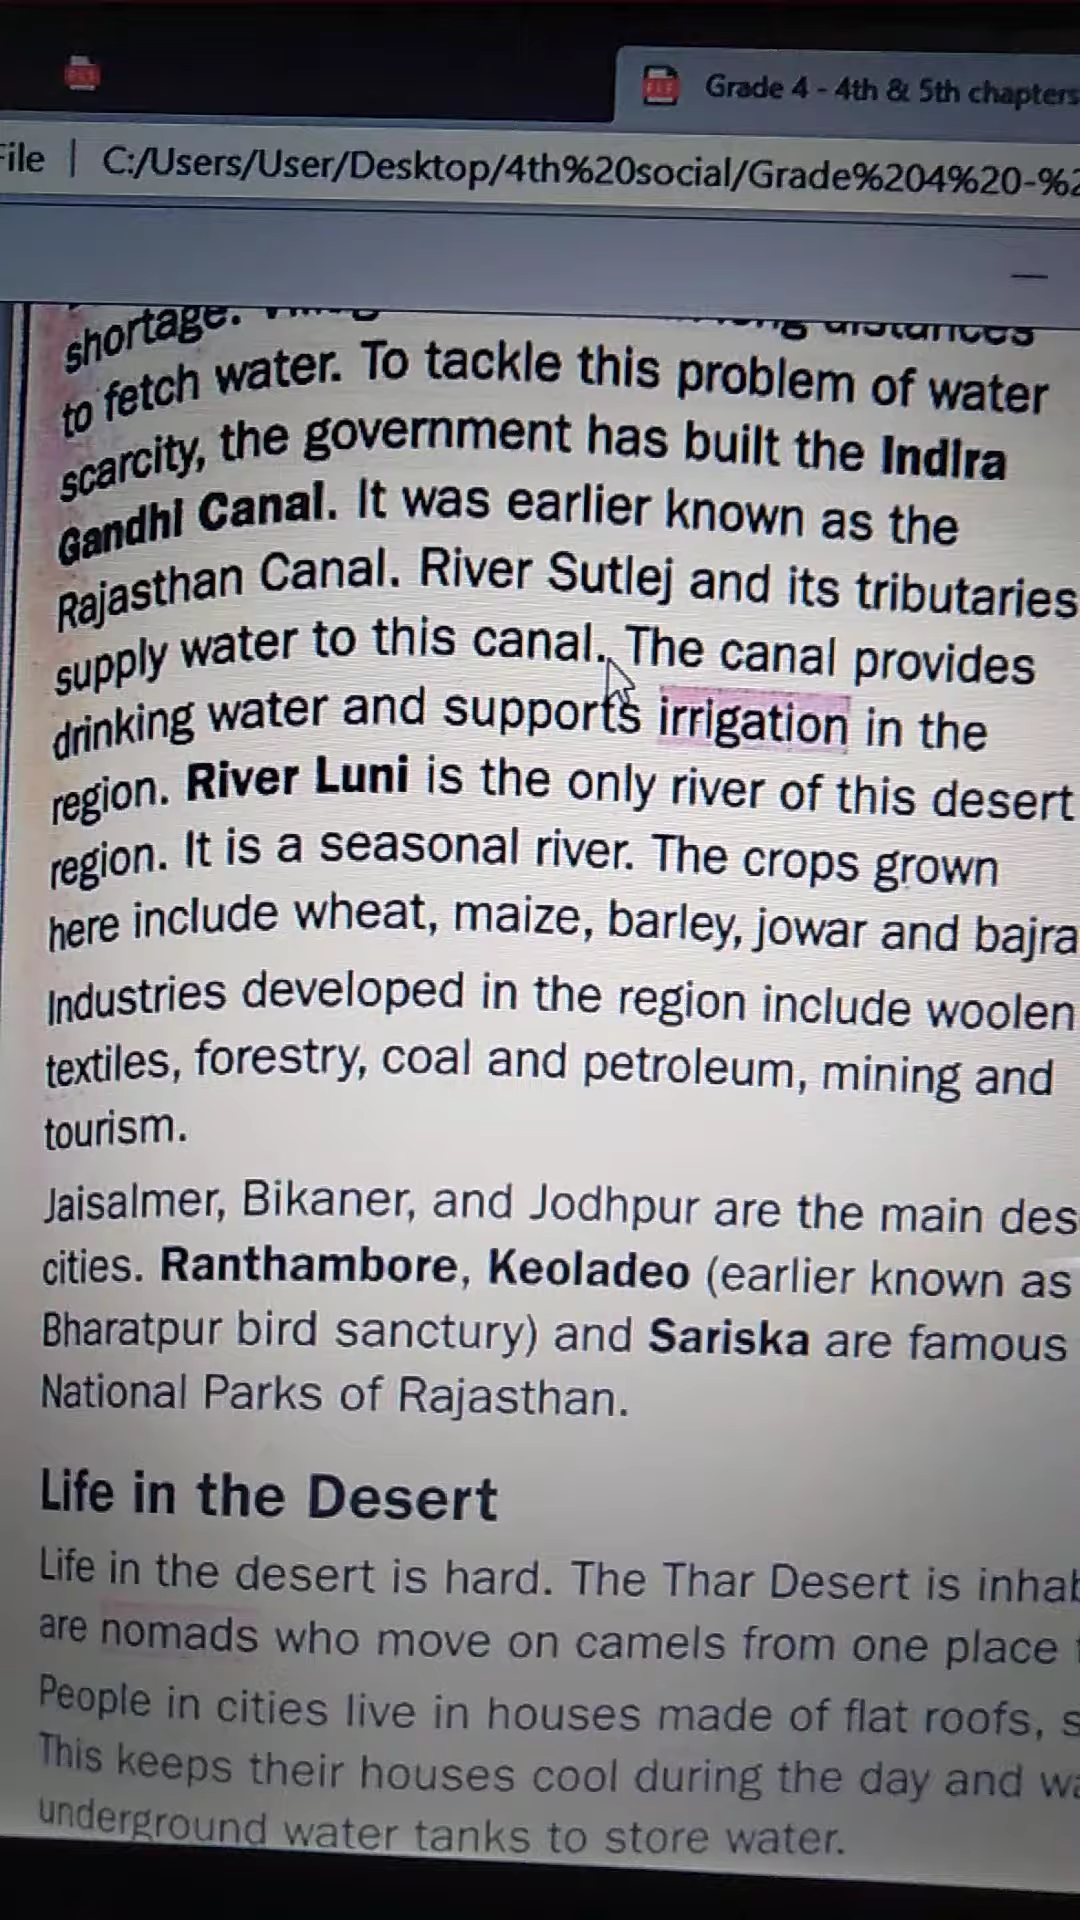 Grade 4 - 4th & 5th chapters
File | C:/Users/User/Desktop/4th%20social/Grade%204%20-%2
shortage. distances
to fetch water. To tackle this problem of water
scarcity, the government has built the Indira
Gandhi Canal. It was earlier known as the
Rajasthan Canal. River Sutlej and its tributaries
supply water to this canal. The canal provides
drinking water and supports irrigation in the
region. River Luni is the only river of this desert
region. It is a seasonal river. The crops grown
here include wheat, maize, barley, jowar and bajra
Industries developed in the region include woolen
textiles, forestry, coal and petroleum, mining and
tourism.
Jaisalmer, Bikaner, and Jodhpur are the main des
cities. Ranthambore, Keoladeo (earlier known as
Bharatpur bird sanctury) and Sariska are famous
National Parks of Rajasthan.
Life in the Desert
Life in the desert is hard. The Thar Desert is inhab
are nomads who move on camels from one place
People in cities live in houses made of flat roofs, s
This keeps their houses cool during the day and wa
underground water tanks to store water.